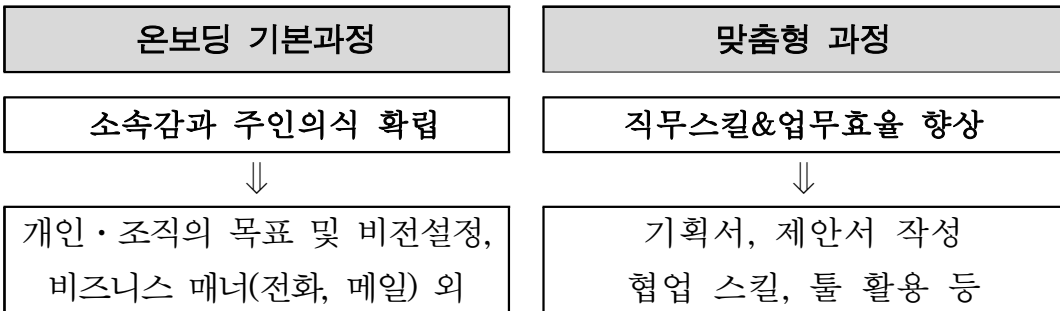 온보딩 기본과정
소속감과 주인의식 확립
⇓
개인·조직의 목표 및 비전설정,
비즈니스 매너(전화, 메일) 외
맞춤형 과정
직무스킬&업무효율 향상
⇓
기획서, 제안서 작성
협업 스킬, 툴 활용 등